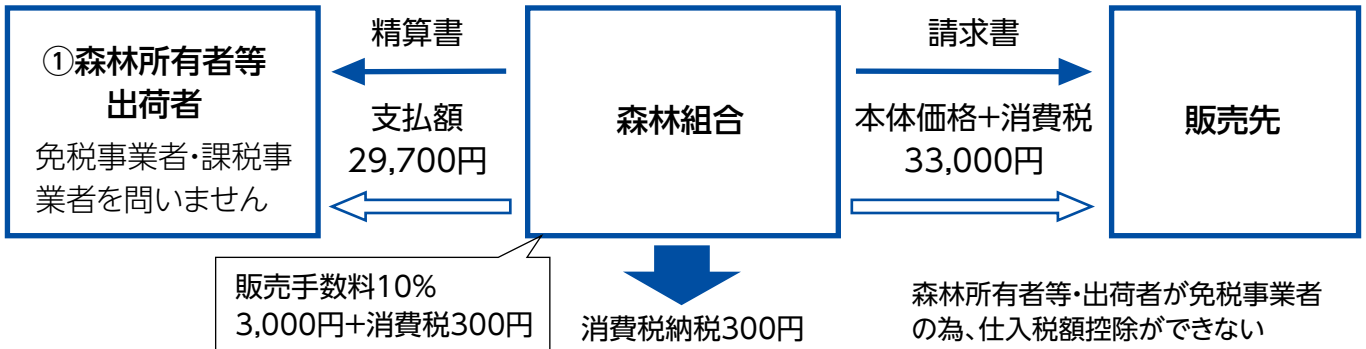 ①森林所有者等
出荷者
免税事業者・課税事
業者を問いません
精算書
支払額
29,700円
森林組合
請求書
本体価格+消費税
33,000円
販売先
販売手数料10%
3,000円+消費税300円
消費税納税300円
森林所有者等・出荷者が免税事業者
の為、仕入税額控除ができない